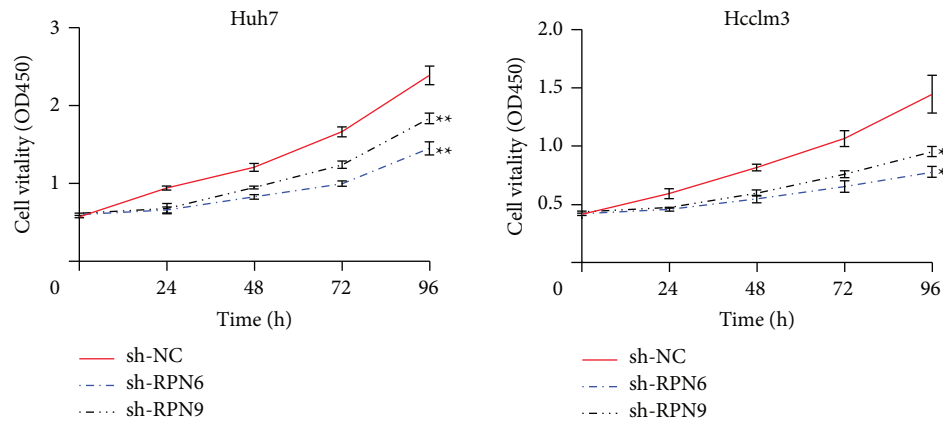 Huh7
3
2
1
0
Cell vitality (OD450)
**
**
24 48 72 96
Time (h)
sh-NC
sh-RPN6
sh-RPN9
Hcclm3
2.0
1.5
1.0
0.5
0
Cell vitality (OD450)
*
*
24 48 72 96
Time (h)
sh-NC
sh-RPN6
sh-RPN9